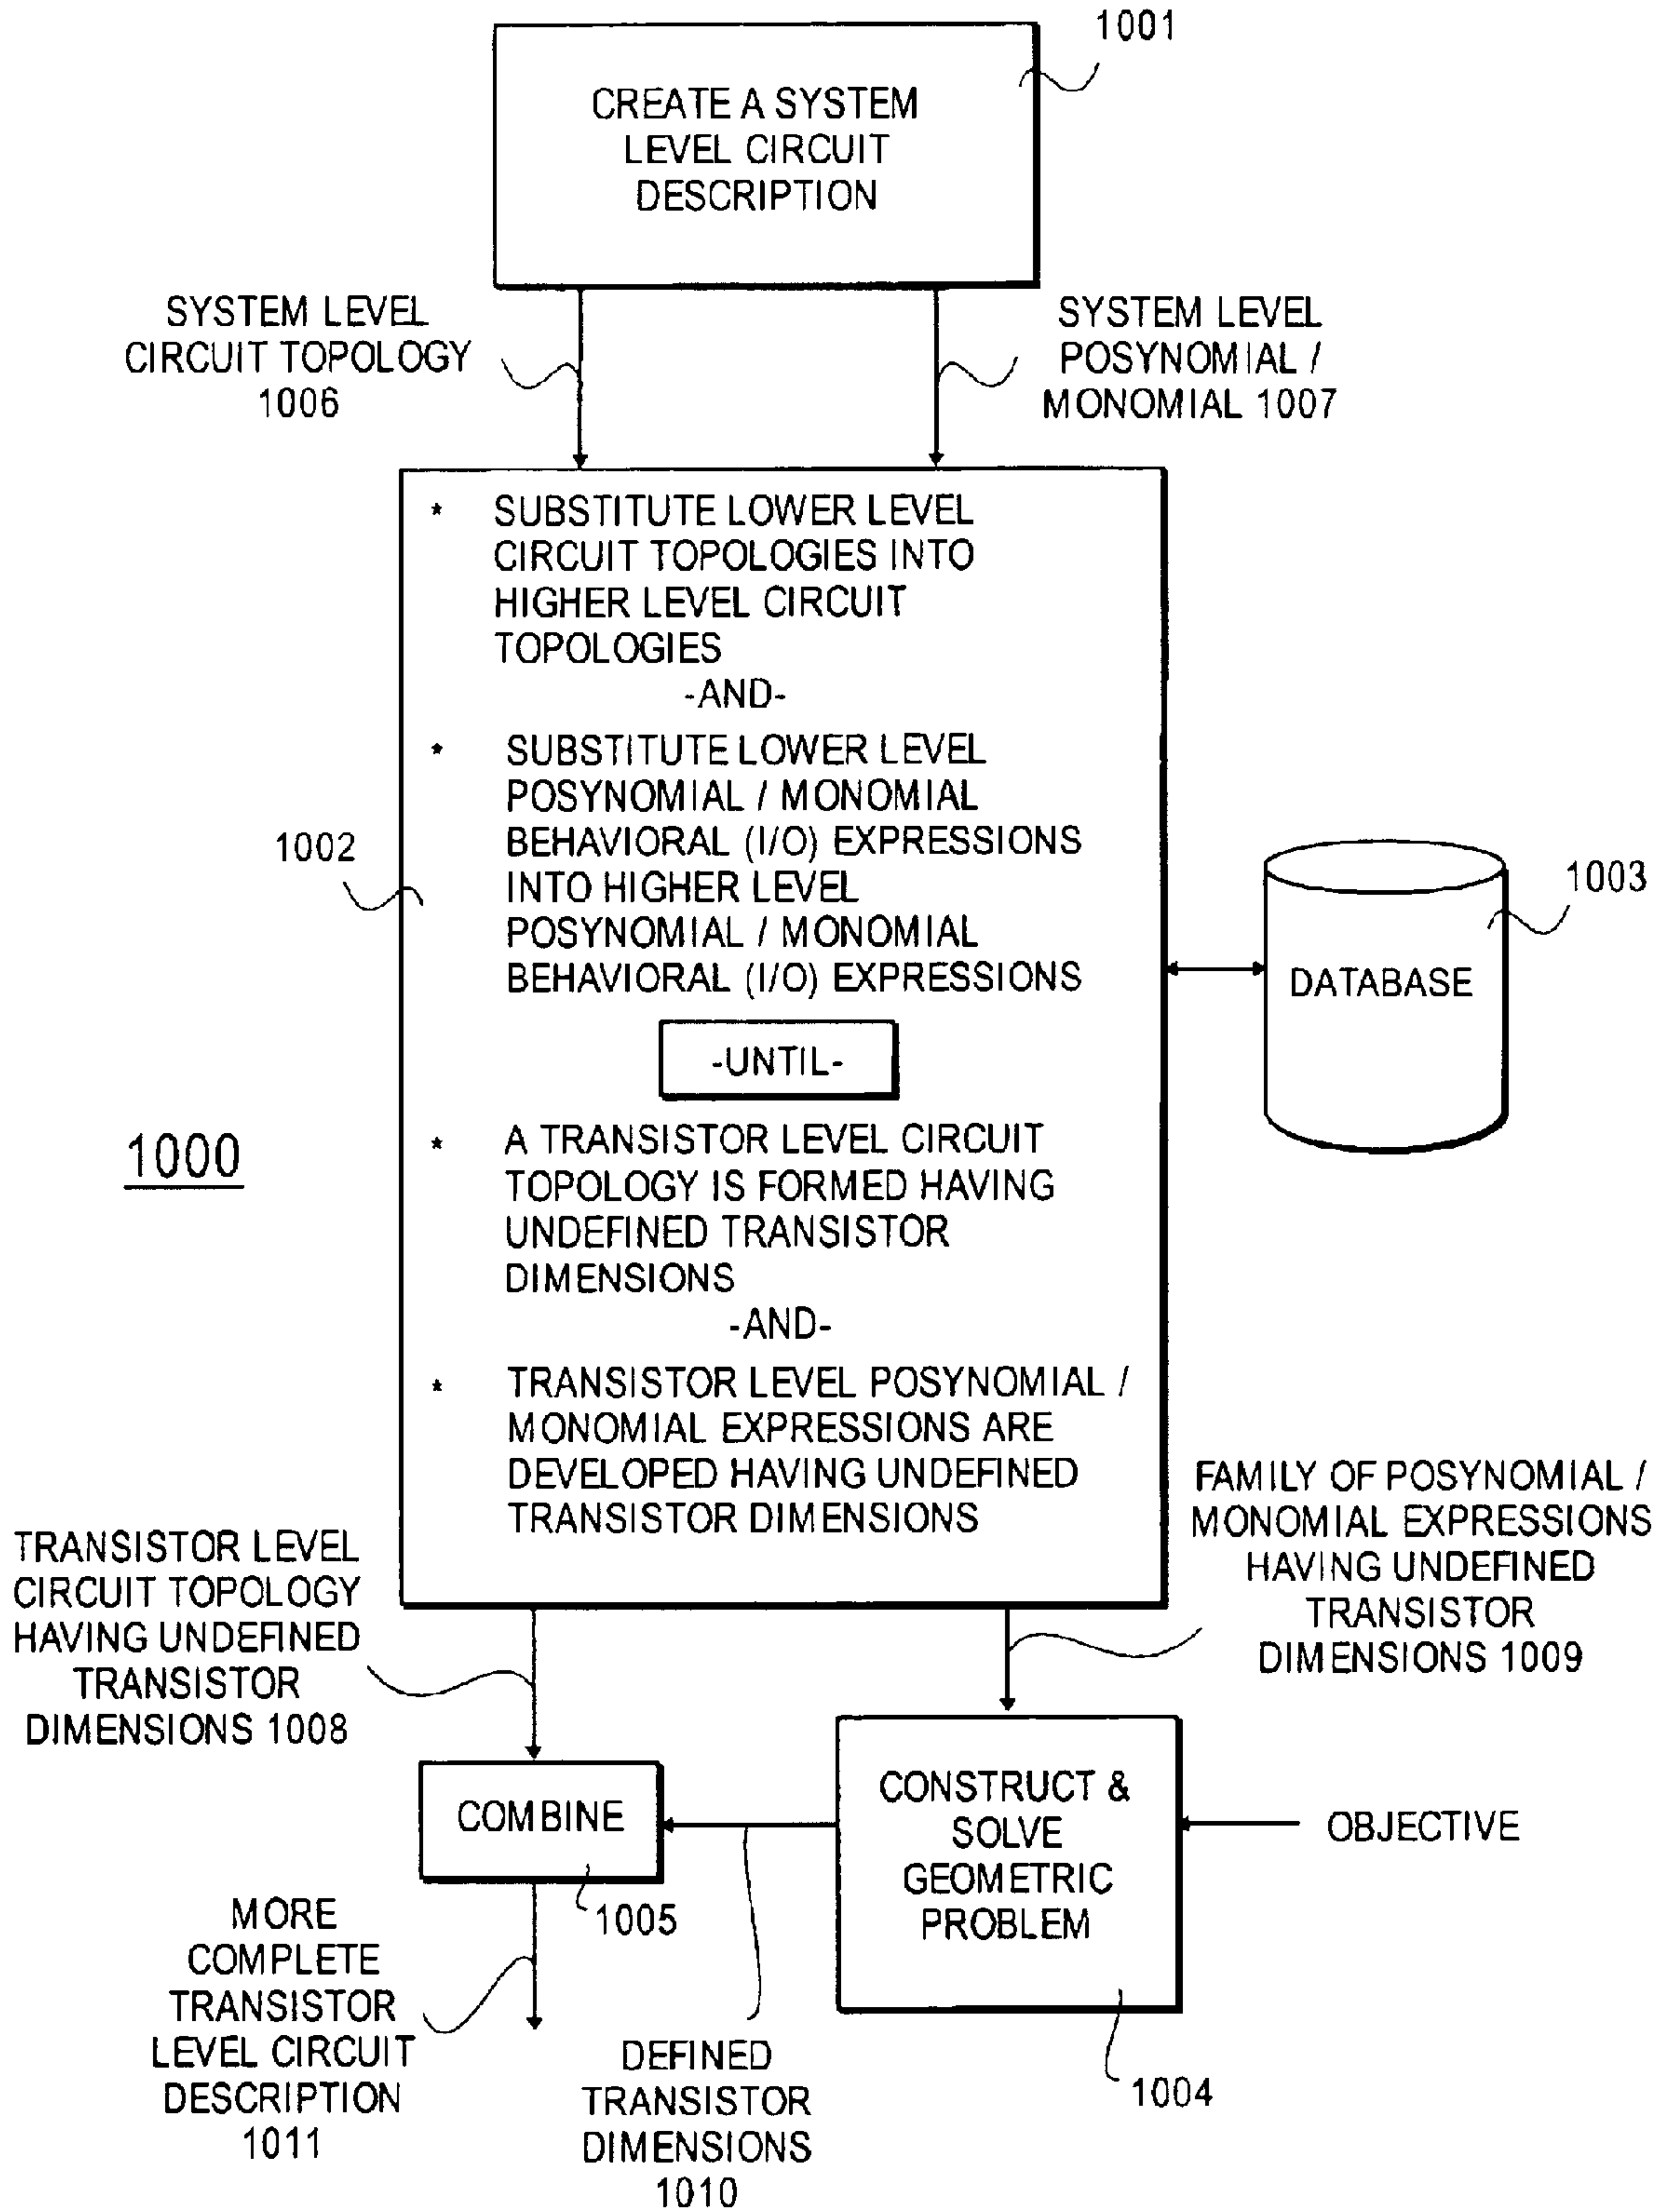 1001
CREATE A SYSTEM
LEVEL CIRCUIT
DESCRIPTION
SYSTEM LEVEL
CIRCUIT TOPOLOGY
1006
SYSTEM LEVEL
POSYNOMIAL /
MONOMIAL 1007
* SUBSTITUTE LOWER LEVEL
CIRCUIT TOPOLOGIES INTO
HIGHER LEVEL CIRCUIT
TOPOLOGIES
-AND-
* SUBSTITUTE LOWER LEVEL
POSYNOMIAL / MONOMIAL
BEHAVIORAL (I/O) EXPRESSIONS
INTO HIGHER LEVEL
POSYNOMIAL / MONOMIAL
BEHAVIORAL (I/O) EXPRESSIONS
-UNTIL-
* A TRANSISTOR LEVEL CIRCUIT
TOPOLOGY IS FORMED HAVING
UNDEFINED TRANSISTOR
DIMENSIONS
-AND-
* TRANSISTOR LEVEL POSYNOMIAL /
MONOMIAL EXPRESSIONS ARE
DEVELOPED HAVING UNDEFINED
TRANSISTOR DIMENSIONS
1002
1003
DATABASE
1000
TRANSISTOR LEVEL
CIRCUIT TOPOLOGY
HAVING UNDEFINED
TRANSISTOR
DIMENSIONS 1008
FAMILY OF POSYNOMIAL /
MONOMIAL EXPRESSIONS
HAVING UNDEFINED
TRANSISTOR
DIMENSIONS 1009
COMBINE
1005
CONSTRUCT &
SOLVE
GEOMETRIC
PROBLEM
1004
OBJECTIVE
MORE
COMPLETE
TRANSISTOR
LEVEL CIRCUIT
DESCRIPTION
1011
DEFINED
TRANSISTOR
DIMENSIONS
1010